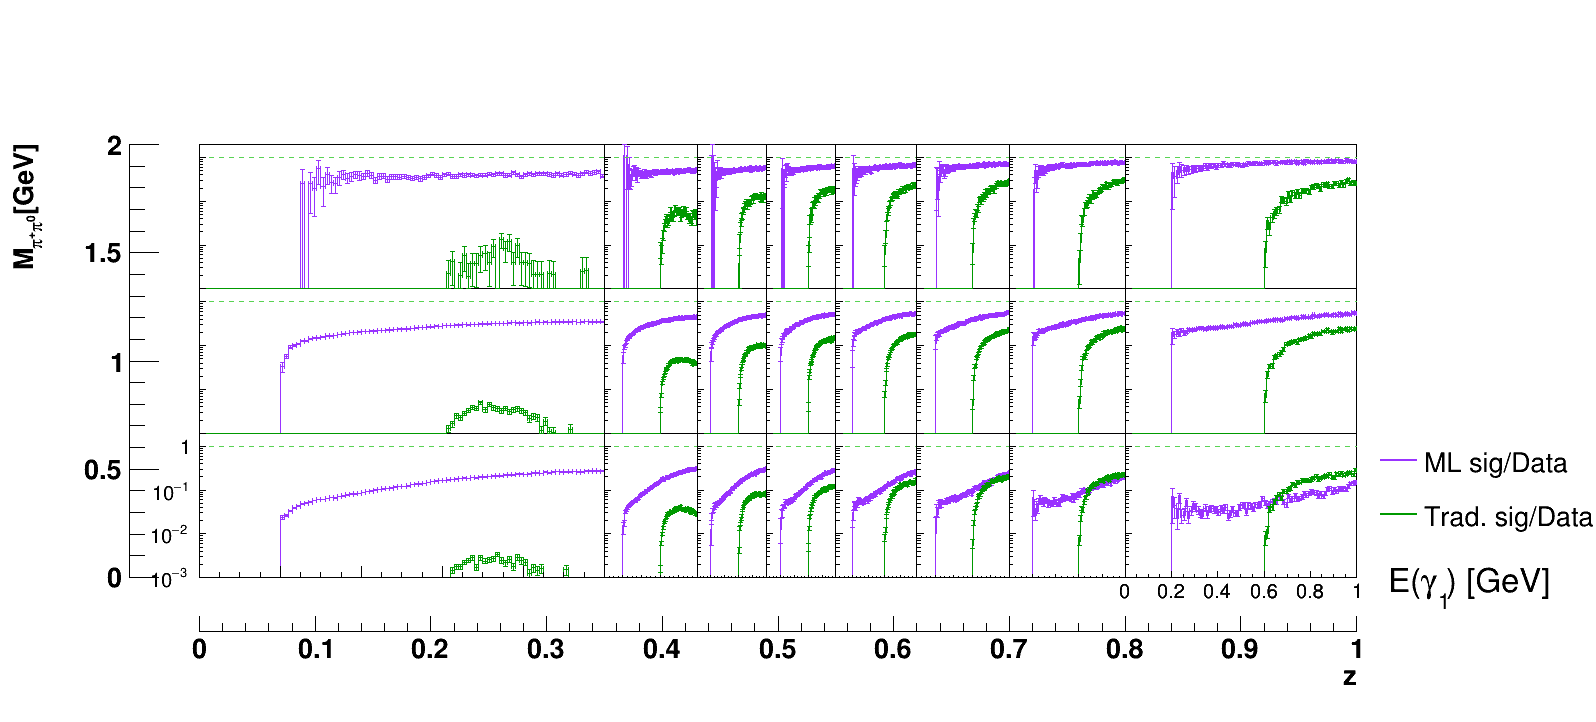 M π⁺π⁰ [GeV]
2
1.5
1
0.5
0
1
10⁻¹
10⁻²
10⁻³
ML sig/Data
Trad. sig/Data
E(γ₁) [GeV]
0 0.2 0.4 0.6 0.8 1
0 0.1 0.2 0.3 0.4 0.5 0.6 0.7 0.8 0.9 1
z